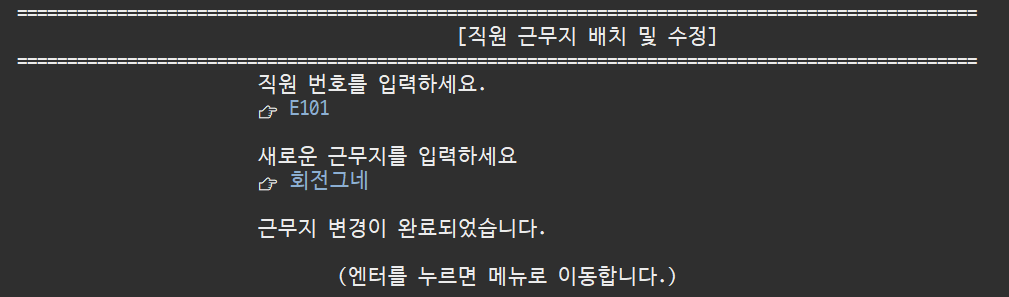 ================================================================================================
[직원 근무지 배치 및 수정]
================================================================================================
직원 번호를 입력하세요.
👉 E101
새로운 근무지를 입력하세요
👉 회전그네
근무지 변경이 완료되었습니다.
(엔터를 누르면 메뉴로 이동합니다.)